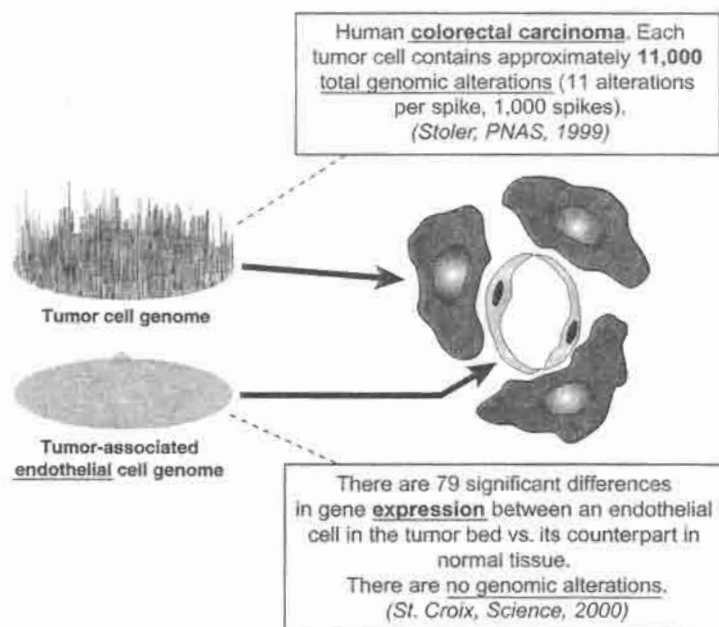 Human colorectal carcinoma. Each
tumor cell contains approximately 11,000
total genomic alterations (11 alterations
per spike, 1,000 spikes).
(Stoler, PNAS, 1999)
Tumor cell genome
Tumor-associated
endothelial cell genome
There are 79 significant differences
in gene expression between an endothelial
cell in the tumor bed vs. its counterpart in
normal tissue.
There are no genomic alterations.
(St. Croix, Science, 2000)